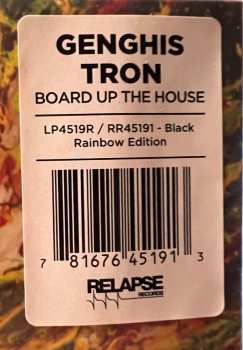 GENGHIS
TRON
BOARD UP THE HOUSE
LP4519R / RR45191 - Black
Rainbow Edition
7 81676 45191 3
RELAPSE
RECORDS